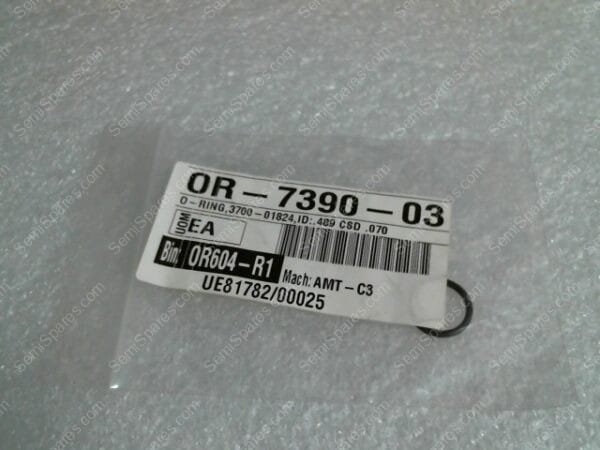 OR-7390-03
O-RING,3700-01824,ID:.489 CSD .070
UOM EA
Bin: OR604-R1 Mach: AMT-C3
UE81782/00025
SemiSpares.com